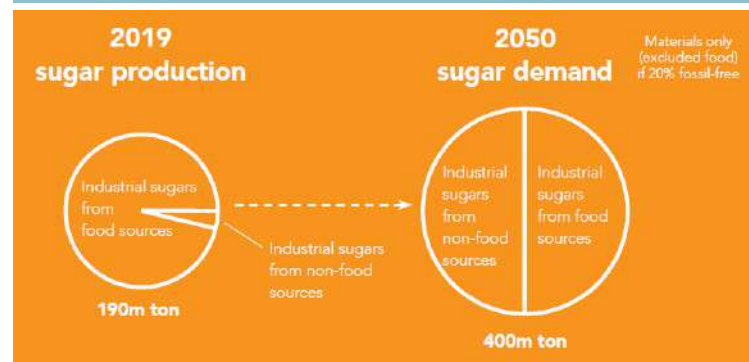 2019
sugar production
2050
sugar demand
Materials only
(excluded food)
if 20% fossil-free
Industrial sugars
from
food sources
Industrial sugars
from non-food
sources
190m ton
Industrial
sugars
from
non-food
sources
Industrial
sugars
from food
sources
400m ton